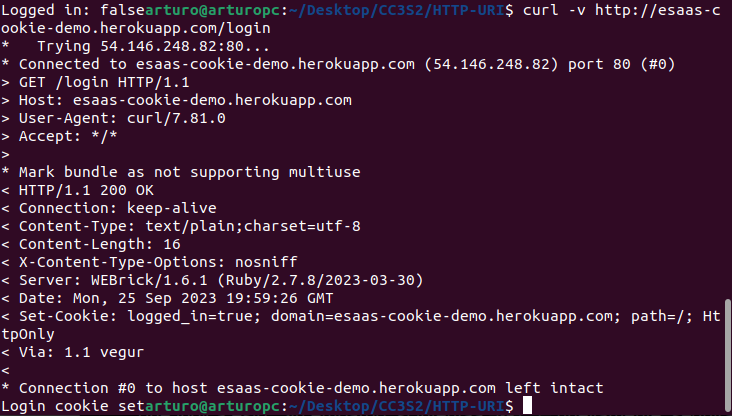 Logged in: falsearturo@arturopc:~/Desktop/CC3S2/HTTP-URI$ curl -v http://esaas-c
ookie-demo.herokuapp.com/login
*   Trying 54.146.248.82:80...
* Connected to esaas-cookie-demo.herokuapp.com (54.146.248.82) port 80 (#0)
> GET /login HTTP/1.1
> Host: esaas-cookie-demo.herokuapp.com
> User-Agent: curl/7.81.0
> Accept: */*
>
* Mark bundle as not supporting multiuse
< HTTP/1.1 200 OK
< Connection: keep-alive
< Content-Type: text/plain;charset=utf-8
< Content-Length: 16
< X-Content-Type-Options: nosniff
< Server: WEBrick/1.6.1 (Ruby/2.7.8/2023-03-30)
< Date: Mon, 25 Sep 2023 19:59:26 GMT
< Set-Cookie: logged_in=true; domain=esaas-cookie-demo.herokuapp.com; path=/; Ht
tpOnly
< Via: 1.1 vegur
<
* Connection #0 to host esaas-cookie-demo.herokuapp.com left intact
Login cookie setarturo@arturopc:~/Desktop/CC3S2/HTTP-URI$